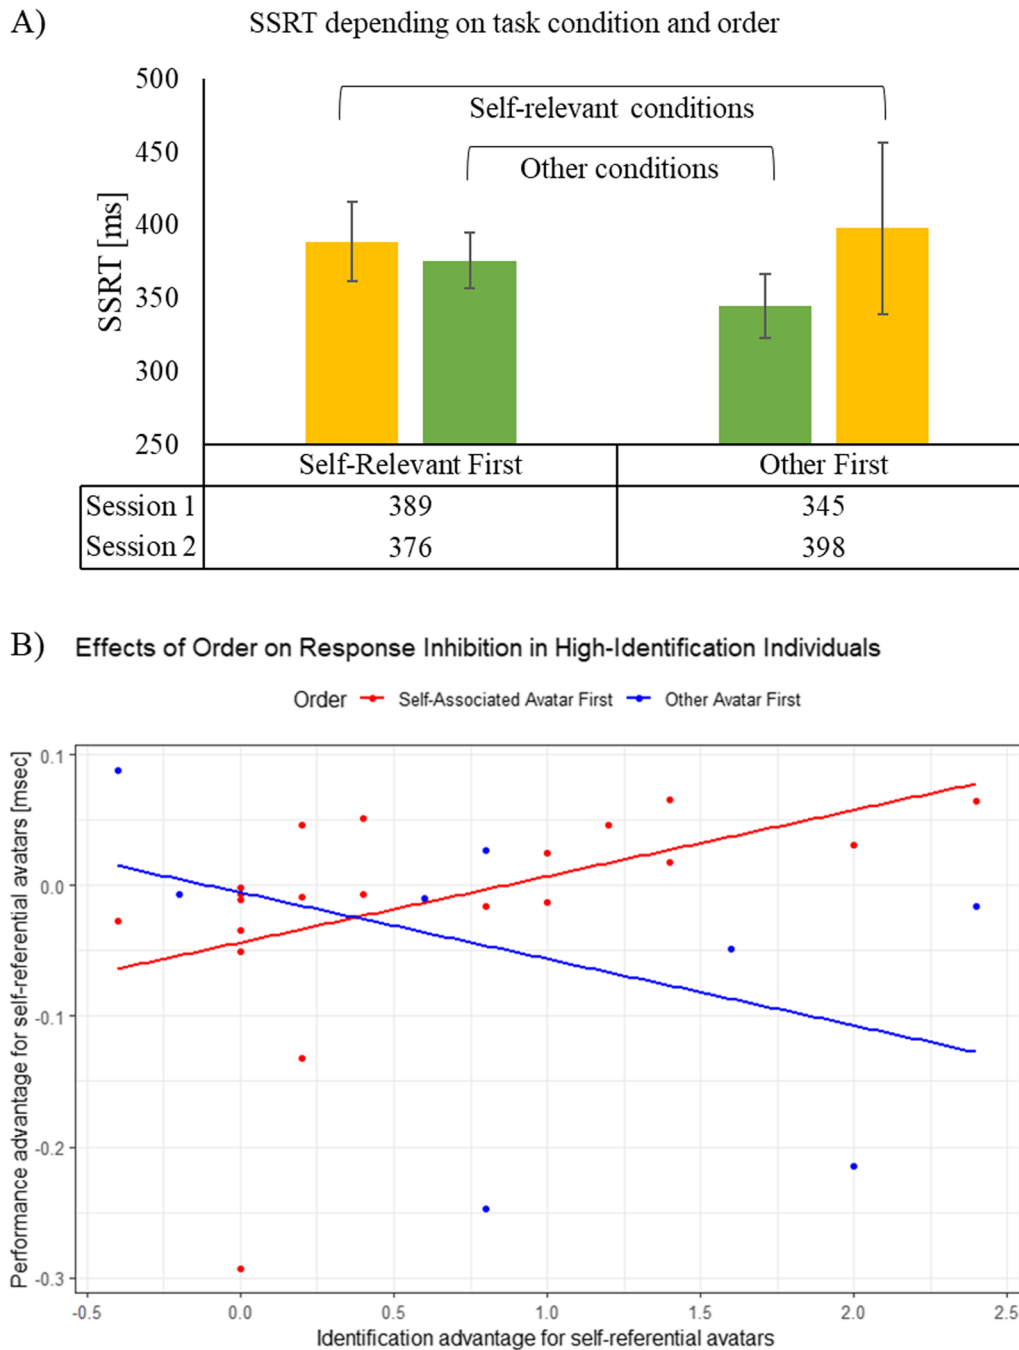 A)
SSRT depending on task condition and order
500
450
400
350
300
250
SSRT [ms]
Self-relevant conditions
Other conditions
Self-Relevant First Other First
Session 1 389 345
Session 2 376 398
B)
Effects of Order on Response Inhibition in High-Identification Individuals
Order Self-Associated Avatar First Other Avatar First
Performance advantage for self-referential avatars [msec]
0.1
0.0
-0.1
-0.2
-0.3
-0.5 0.0 0.5 1.0 1.5 2.0 2.5
Identification advantage for self-referential avatars